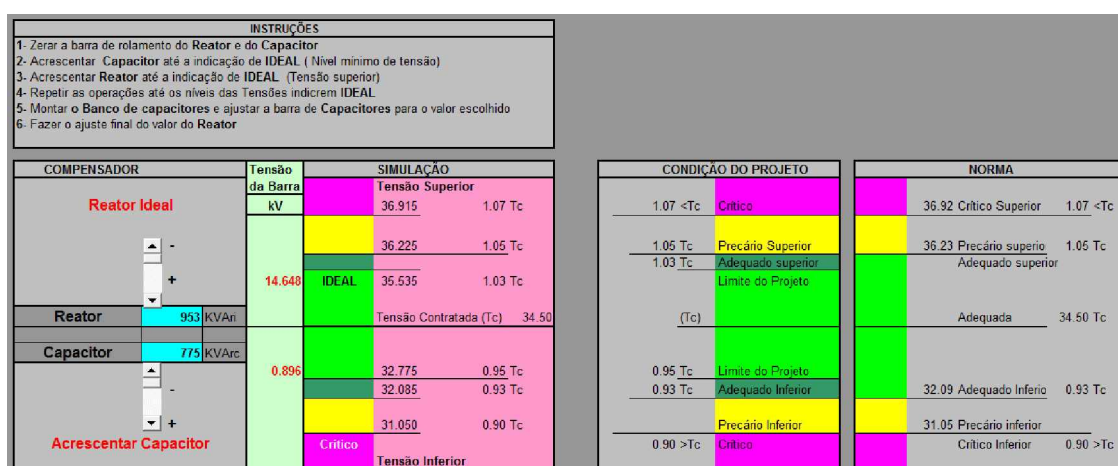 INSTRUÇÕES
1- Zerar a barra de rolamento do Reator e do Capacitor
2- Acrescentar Capacitor até a indicação de IDEAL ( Nível mínimo de tensão)
3- Acrescentar Reator até a indicação de IDEAL (Tensão superior)
4- Repetir as operações até os níveis das Tensões indicrem IDEAL
5- Montar o Banco de capacitores e ajustar a barra de Capacitores para o valor escolhido
6- Fazer o ajuste final do valor do Reator
COMPENSADOR Tensão SIMULAÇÃO CONDIÇÃO DO PROJETO NORMA
da Barra Tensão Superior
Reator Ideal kV 36.915 1.07 Tc 1.07 <Tc Crítico 36.92 Crítico Superior 1.07 <Tc
- 36.225 1.05 Tc 1.05 Tc Precário Superior 36.23 Precário superio 1.05 Tc
1.03 Tc Adequado superior Adequado superior
+ 14.648 IDEAL 35.535 1.03 Tc Limite do Projeto
Reator 953 KVAri Tensão Contratada (Tc) 34.50 (Tc) Adequada 34.50 Tc
Capacitor 775 KVArc
0.896 32.775 0.95 Tc 0.95 Tc Limite do Projeto
- 32.085 0.93 Tc 0.93 Tc Adequado Inferior 32.09 Adequado Inferio 0.93 Tc
+ 31.050 0.90 Tc Precário Inferior 31.05 Precário inferior
Acrescentar Capacitor Crítico 0.90 >Tc Crítico Crítico Inferior 0.90 >Tc
Tensão Inferior